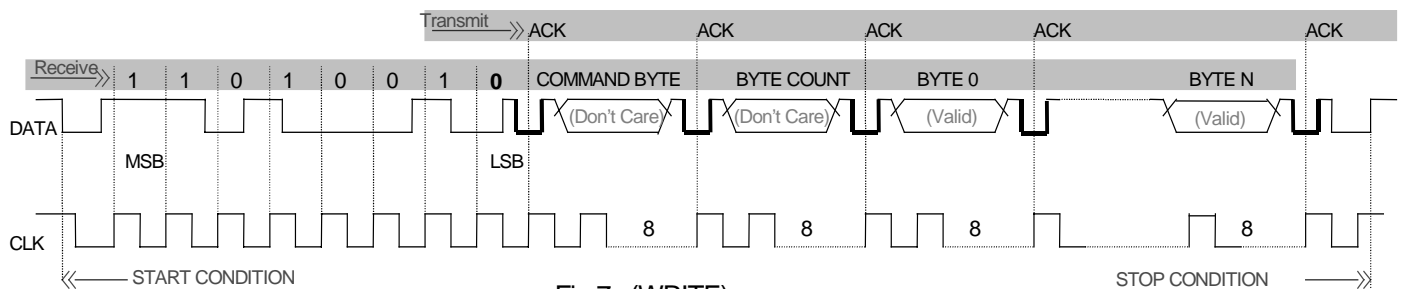 Transmit ACK ACK ACK ACK ACK
Receive 1 1 0 1 0 0 1 0 COMMAND BYTE BYTE COUNT BYTE 0 BYTE N
DATA (Don't Care) (Don't Care) (Valid) (Valid)
MSB LSB
CLK 8 8 8 8
START CONDITION STOP CONDITION